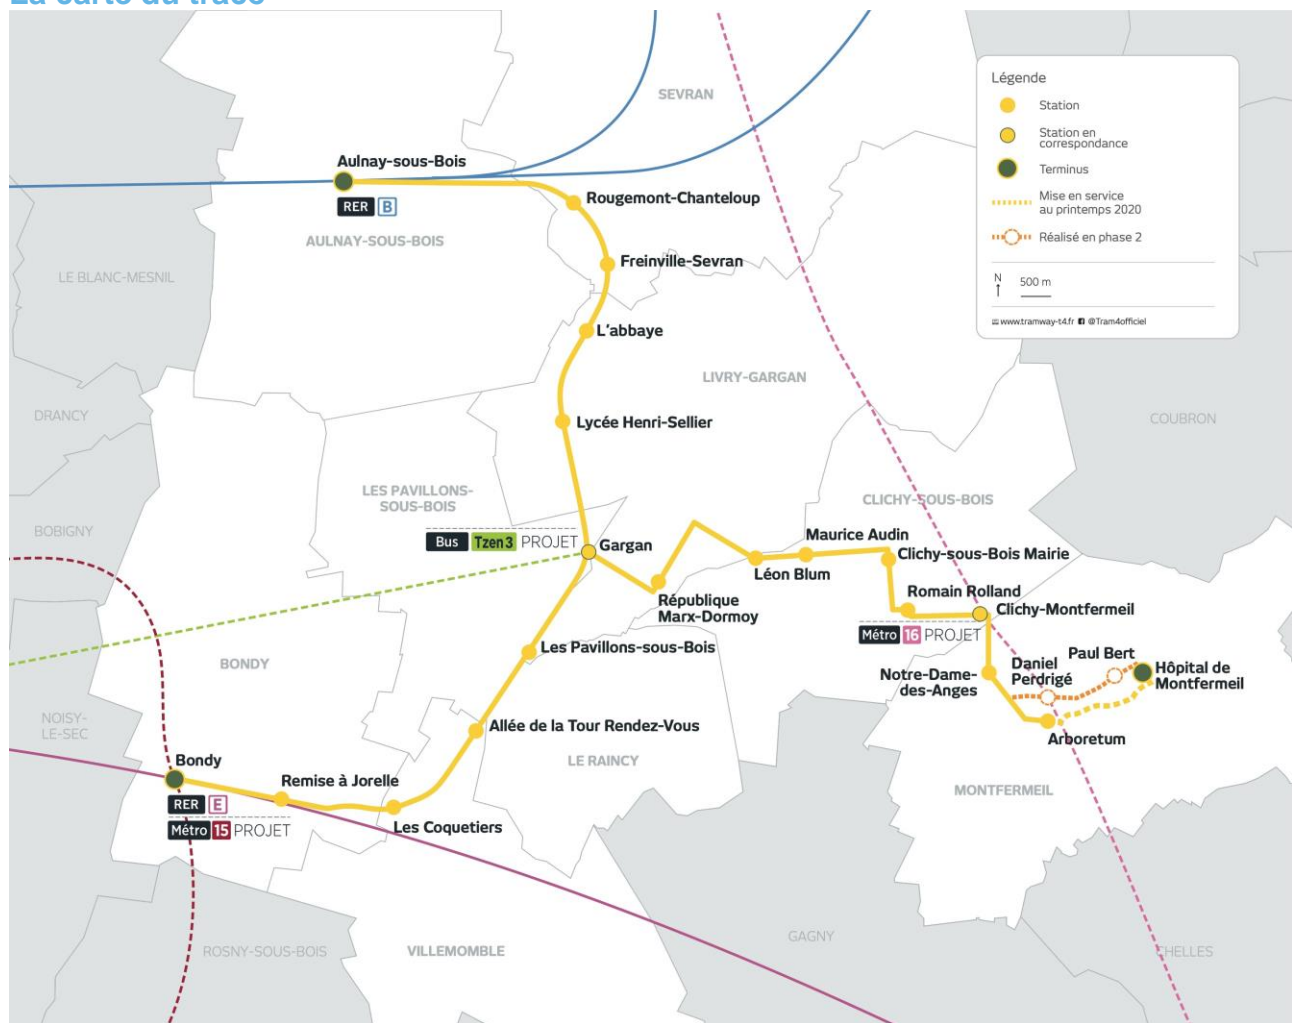 La carte du tracé
SEVRAN
Légende
Station
Station en
correspondance
Terminus
Mise en service
au printemps 2020
Réalisé en phase 2
N
500 m
www.tramway-t4.fr @Tram4officiel
Aulnay-sous-Bois
RER B
AULNAY-SOUS-BOIS
Rougemont-Chanteloup
LE BLANC-MESNIL
Freinville-Sevran
L'abbaye
LIVRY-GARGAN
DRANCY
Lycée Henri-Sellier
COUBRON
LES PAVILLONS-
SOUS-BOIS
CLICHY-SOUS-BOIS
BOBIGNY
Bus Tzen 3 PROJET
Gargan
Maurice Audin
Clichy-sous-Bois Mairie
Léon Blum
République
Marx-Dormoy
Romain Rolland
Clichy-Montfermeil
Métro 16 PROJET
Les Pavillons-sous-Bois
BONDY
Notre-Dame-
des-Anges
Daniel
Perdrigé
Paul Bert
Hôpital de
Montfermeil
NOISY-
LE-SEC
Allée de la Tour Rendez-Vous
Arboretum
LE RAINCY
Bondy
Remise à Jorelle
MONTFERMEIL
RER E
Métro 15 PROJET
Les Coquetiers
ROSNY-SOUS-BOIS
VILLEMOMBLE
GAGNY
CHELLES